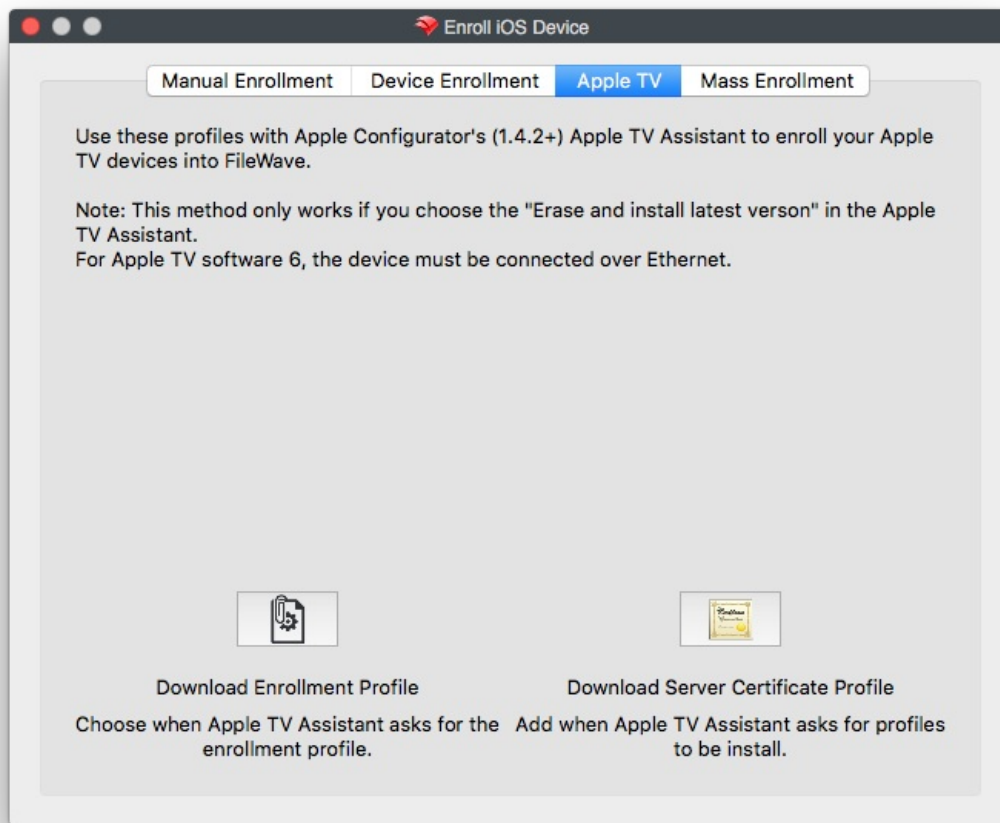 Enroll iOS Device
Manual Enrollment
Device Enrollment
Apple TV
Mass Enrollment
Use these profiles with Apple Configurator's (1.4.2+) Apple TV Assistant to enroll your Apple
TV devices into FileWave.
Note: This method only works if you choose the "Erase and install latest verson" in the Apple
TV Assistant.
For Apple TV software 6, the device must be connected over Ethernet.
Download Enrollment Profile
Choose when Apple TV Assistant asks for the
enrollment profile.
Download Server Certificate Profile
Add when Apple TV Assistant asks for profiles
to be install.